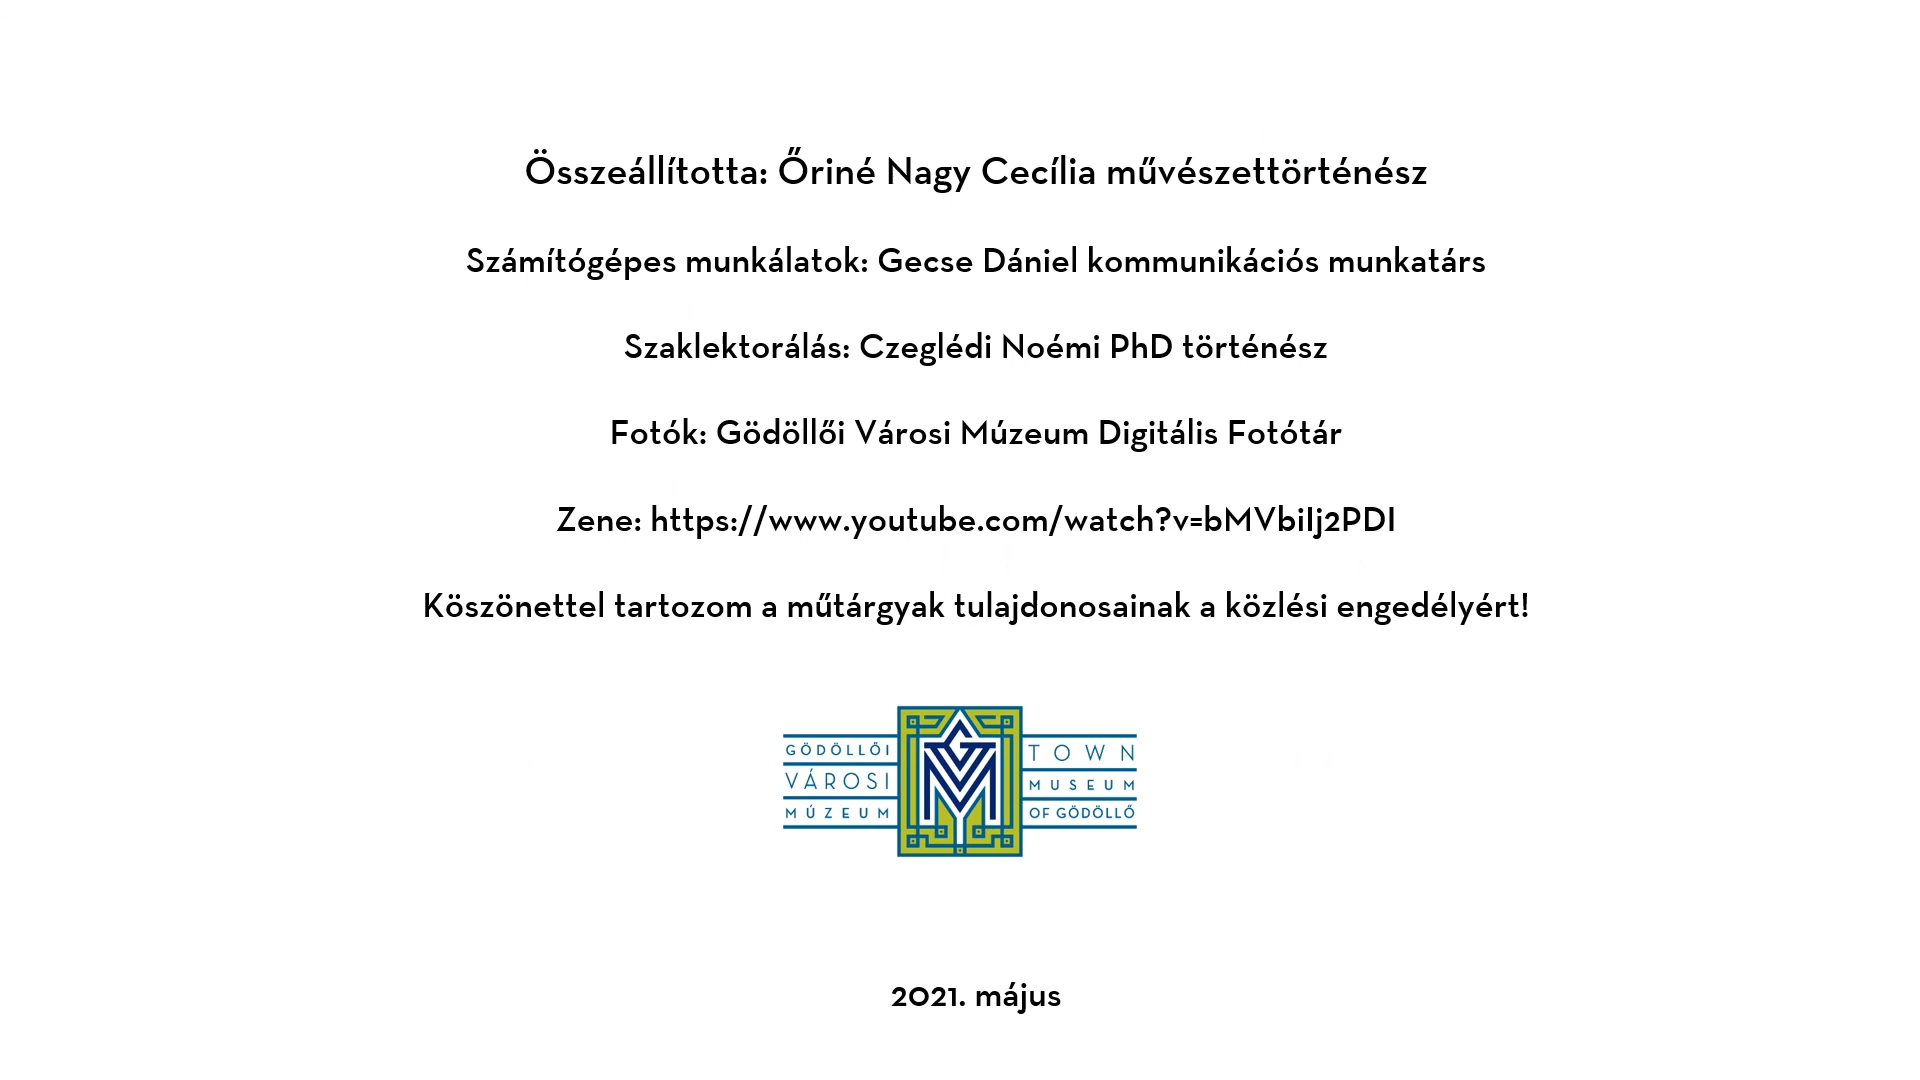 Összeállította: Őriné Nagy Cecília művészettörténész
Számítógépes munkálatok: Gecse Dániel kommunikációs munkatárs
Szaklektorálás: Czeglédi Noémi PhD történész
Fotók: Gödöllői Városi Múzeum Digitális Fotótár
Zene: https://www.youtube.com/watch?v=bMVbiIj2PDI
Köszönettel tartozom a műtárgyak tulajdonosainak a közlési engedélyért!
GÖDÖLLŐI
VÁROSI
MÚZEUM
TOWN
MUSEUM
OF GÖDÖLLŐ
2021. május